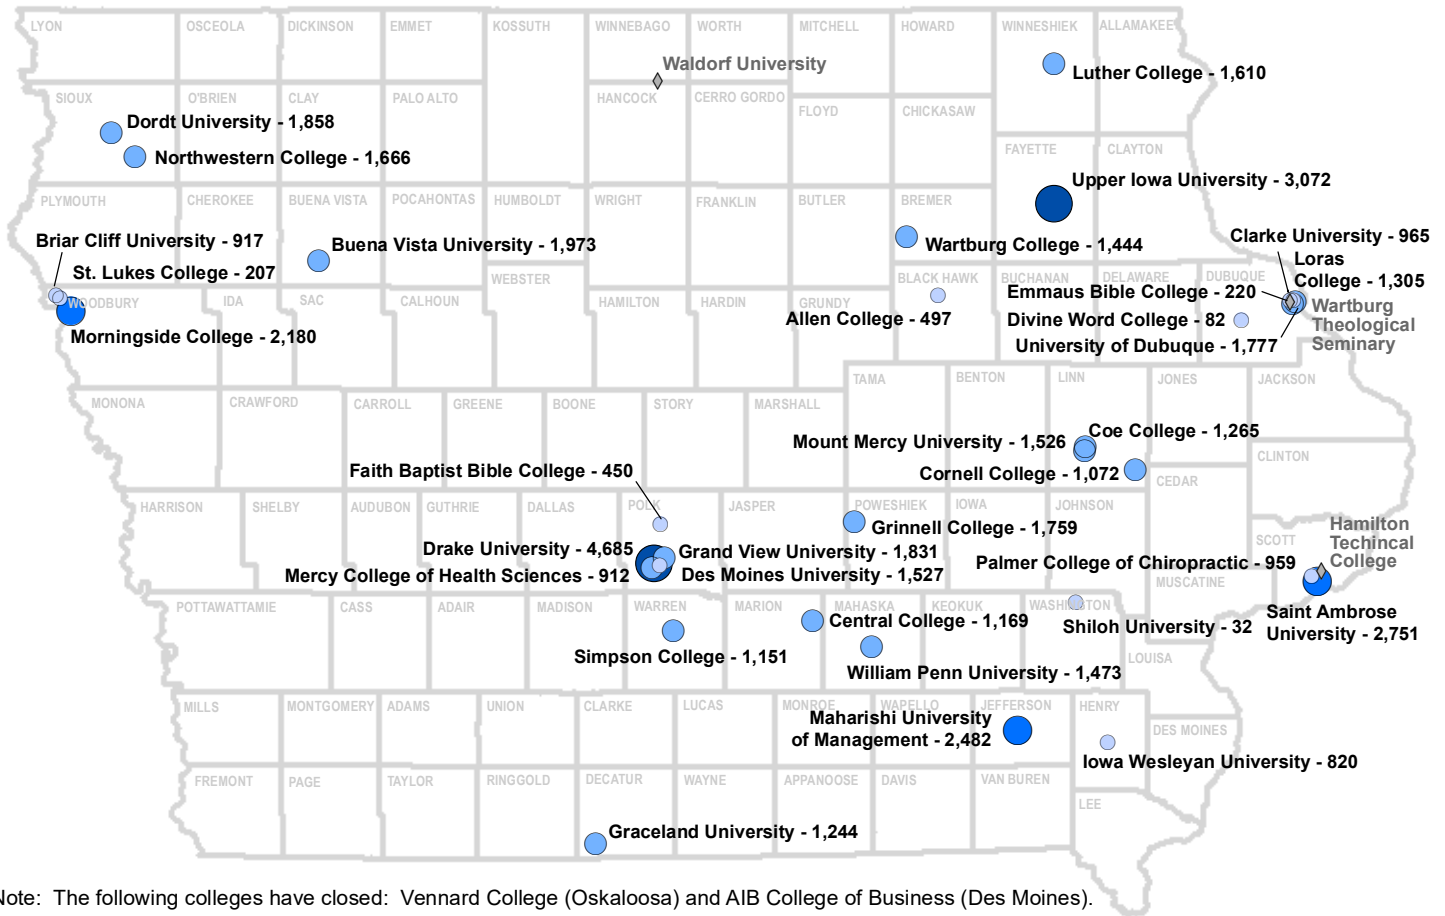 LYON
OSCEOLA
DICKINSON
EMMET
KOSSUTH
WINNEBAGO
WORTH
MITCHELL
HOWARD
WINNESHIEK
ALLAMAKEE
Waldorf University
Luther College - 1,610
SIOUX
O'BRIEN
CLAY
PALO ALTO
HANCOCK
CERRO GORDO
FLOYD
CHICKASAW
Dordt University - 1,858
Northwestern College - 1,666
FAYETTE
CLAYTON
Upper Iowa University - 3,072
PLYMOUTH
CHEROKEE
BUENA VISTA
POCAHONTAS
HUMBOLDT
WRIGHT
FRANKLIN
BUTLER
BREMER
Briar Cliff University - 917
St. Lukes College - 207
Buena Vista University - 1,973
Wartburg College - 1,444
Clarke University - 965
Loras
College - 1,305
WEBSTER
BLACK HAWK
BUCHANAN
DELAWARE
DUBUQUE
Emmaus Bible College - 220
Divine Word College - 82
University of Dubuque - 1,777
Wartburg
Theological
Seminary
WOODBURY
IDA
SAC
CALHOUN
HAMILTON
HARDIN
GRUNDY
Allen College - 497
Morningside College - 2,180
TAMA
BENTON
LINN
JONES
JACKSON
MONONA
CRAWFORD
CARROLL
GREENE
BOONE
STORY
MARSHALL
Mount Mercy University - 1,526
Coe College - 1,265
Cornell College - 1,072
CLINTON
CEDAR
Faith Baptist Bible College - 450
HARRISON
SHELBY
AUDUBON
GUTHRIE
DALLAS
POLK
JASPER
POWESHIEK
IOWA
JOHNSON
Grinnell College - 1,759
SCOTT
Hamilton
Techincal
College
Drake University - 4,685
Grand View University - 1,831
Mercy College of Health Sciences - 912
Des Moines University - 1,527
Palmer College of Chiropractic - 959
MUSCATINE
Saint Ambrose
University - 2,751
POTTAWATTAMIE
CASS
ADAIR
MADISON
WARREN
MARION
MAHASKA
KEOKUK
WASHINGTON
Central College - 1,169
Shiloh University - 32
Simpson College - 1,151
William Penn University - 1,473
LOUISA
MILLS
MONTGOMERY
ADAMS
UNION
CLARKE
LUCAS
MONROE
WAPELLO
JEFFERSON
HENRY
DES MOINES
Maharishi University
of Management - 2,482
Iowa Wesleyan University - 820
FREMONT
PAGE
TAYLOR
RINGGOLD
DECATUR
WAYNE
APPANOOSE
DAVIS
VAN BUREN
LEE
Graceland University - 1,244
Note: The following colleges have closed: Vennard College (Oskaloosa) and AIB College of Business (Des Moines).